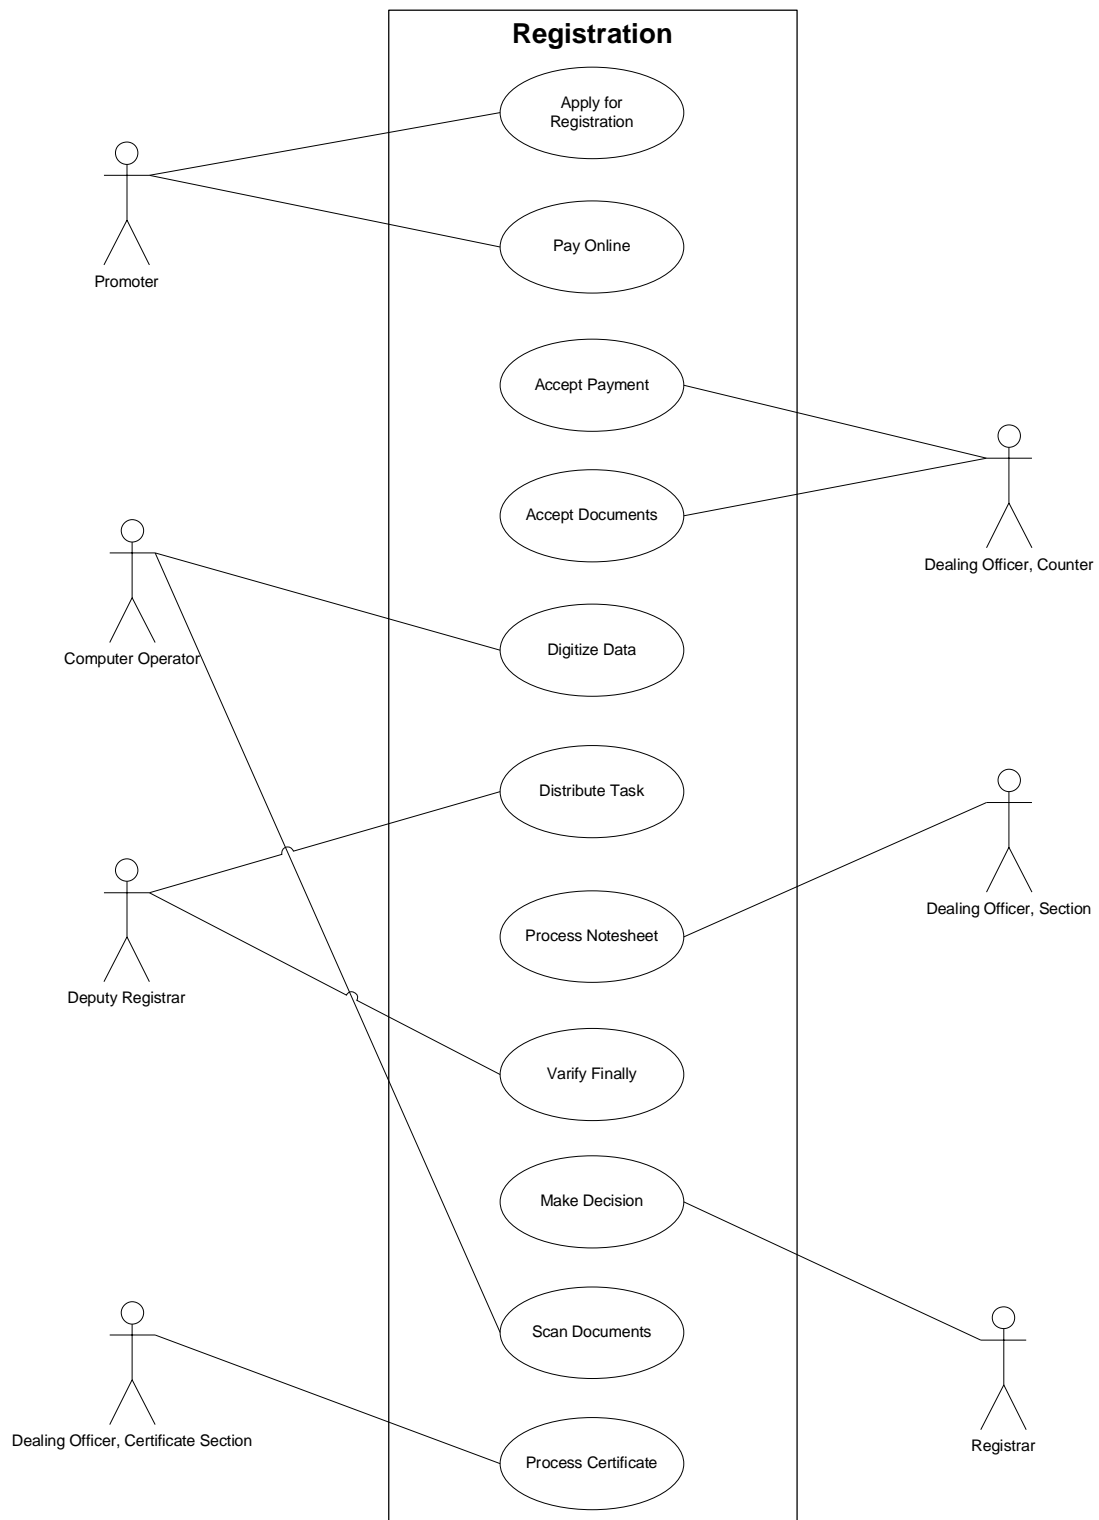 Registration
Apply for
Registration
Promoter
Pay Online
Accept Payment
Accept Documents
Dealing Officer, Counter
Computer Operator
Digitize Data
Distribute Task
Dealing Officer, Section
Process Notesheet
Deputy Registrar
Varify Finally
Make Decision
Scan Documents
Dealing Officer, Certificate Section
Registrar
Process Certificate